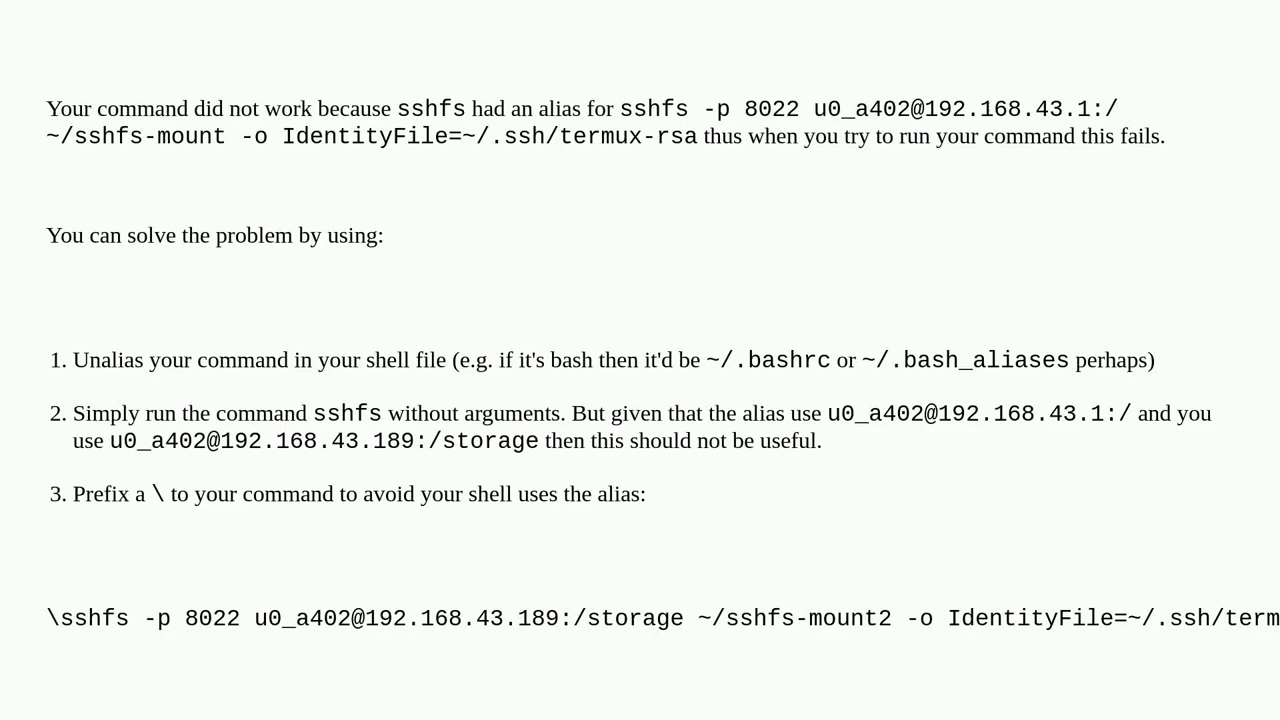 Your command did not work because sshfs had an alias for sshfs -p 8022 u0_a402@192.168.43.1:/
~/sshfs-mount -o IdentityFile=~/.ssh/termux-rsa thus when you try to run your command this fails.
You can solve the problem by using:
1. Unalias your command in your shell file (e.g. if it's bash then it'd be ~/.bashrc or ~/.bash_aliases perhaps)
2. Simply run the command sshfs without arguments. But given that the alias use u0_a402@192.168.43.1:/ and you
use u0_a402@192.168.43.189:/storage then this should not be useful.
3. Prefix a \ to your command to avoid your shell uses the alias:
\sshfs -p 8022 u0_a402@192.168.43.189:/storage ~/sshfs-mount2 -o IdentityFile=~/.ssh/term